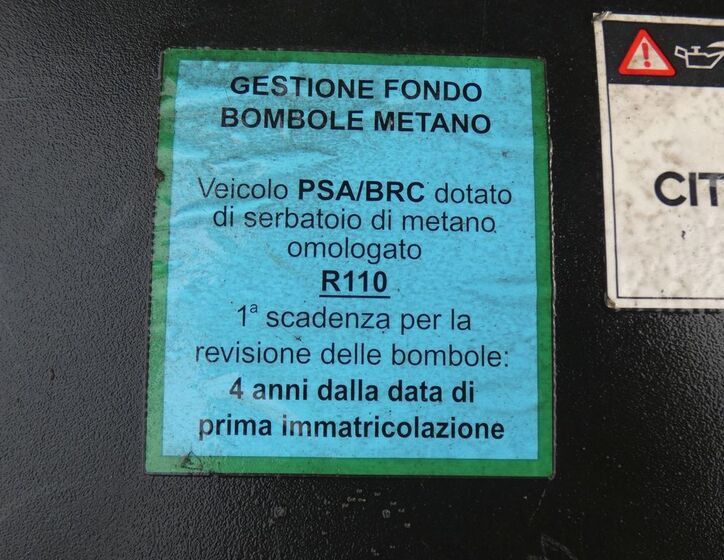 GESTIONE FONDO
BOMBOLE METANO
Veicolo PSA/BRC dotato
di serbatoio di metano
omologato
R110
1ª scadenza per la
revisione delle bombole:
4 anni dalla data di
prima immatricolazione
CIT